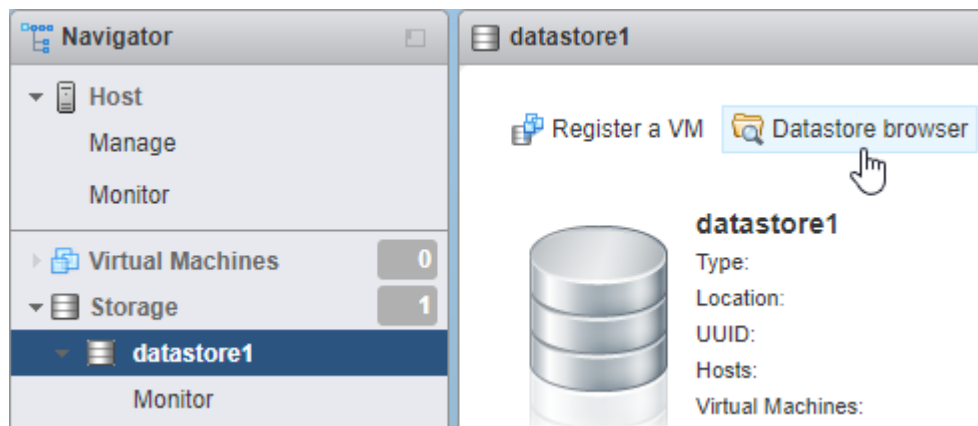 Navigator
Host
Manage
Monitor
Virtual Machines 0
Storage 1
datastore1
Monitor
datastore1
Register a VM Datastore browser
datastore1
Type:
Location:
UUID:
Hosts:
Virtual Machines: